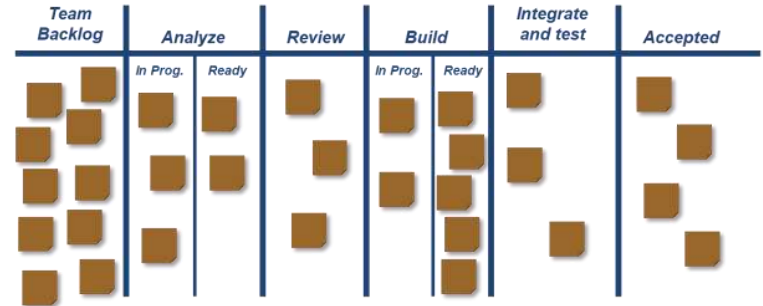 Team
Backlog
Analyze
Review
Build
Integrate
and test
Accepted
In Prog.
Ready
In Prog.
Ready